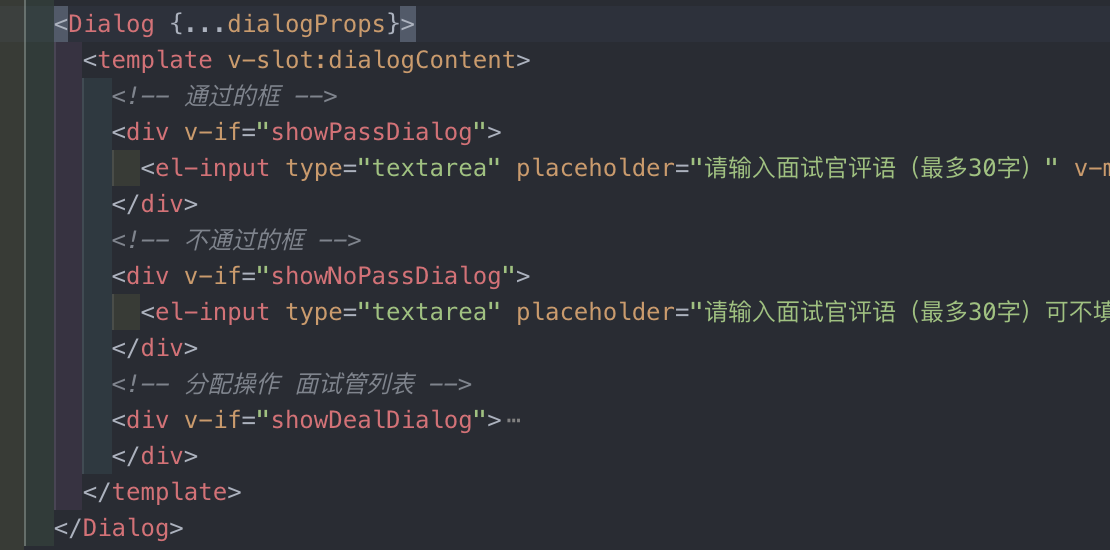 <Dialog {...dialogProps}>
<template v-slot:dialogContent>
<!-- 通过的框 -->
<div v-if="showPassDialog">
<el-input type="textarea" placeholder="请输入面试官评语（最多30字）" v-m
</div>
<!-- 不通过的框 -->
<div v-if="showNoPassDialog">
<el-input type="textarea" placeholder="请输入面试官评语（最多30字）可不填
</div>
<!-- 分配操作 面试管列表 -->
<div v-if="showDealDialog">⋯
</div>
</template>
</Dialog>